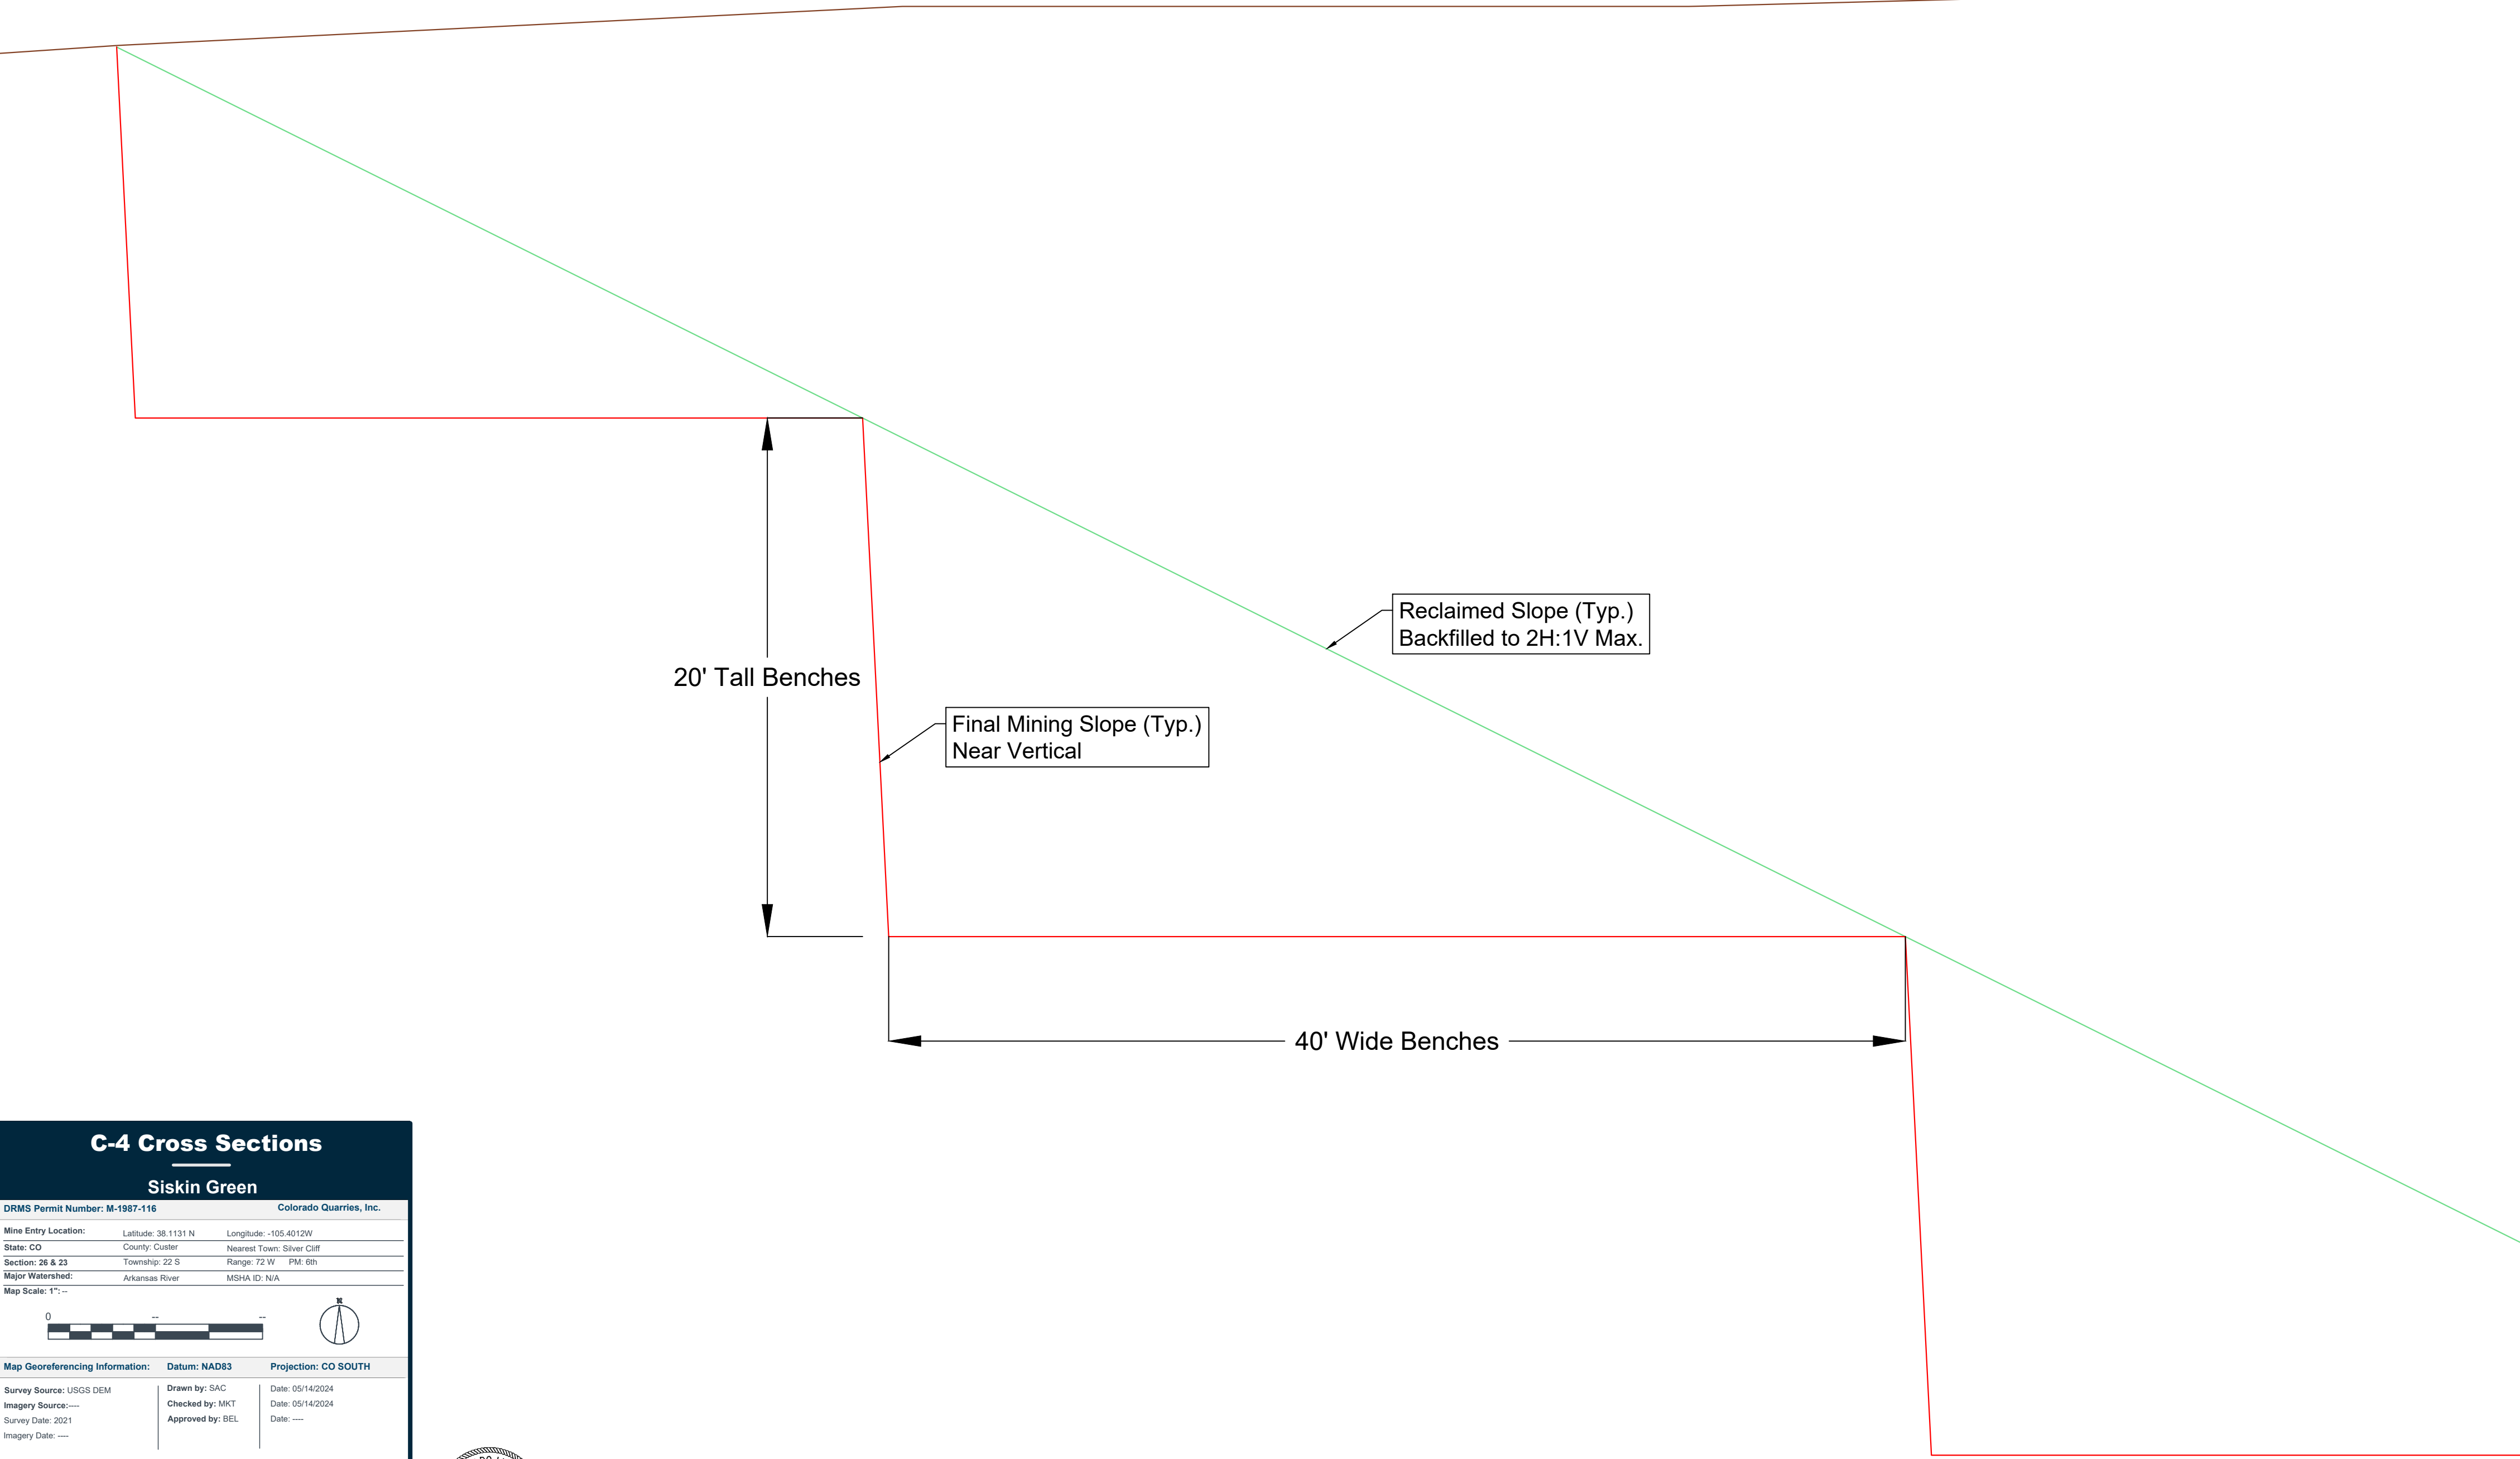 Reclaimed Slope (Typ.)
Backfilled to 2H:1V Max.
20' Tall Benches
Final Mining Slope (Typ.)
Near Vertical
40' Wide Benches
C-4 Cross Sections
Siskin Green
DRMS Permit Number: M-1987-116 Colorado Quarries, Inc.
Mine Entry Location: Latitude: 38.1131 N Longitude: -105.4012W
State: CO County: Custer Nearest Town: Silver Cliff
Section: 26 & 23 Township: 22 S Range: 72 W PM: 6th
Major Watershed: Arkansas River MSHA ID: N/A
Map Scale: 1": --
N
0 -- --
Map Georeferencing Information: Datum: NAD83 Projection: CO SOUTH
Survey Source: USGS DEM Drawn by: SAC Date: 05/14/2024
Imagery Source:---- Checked by: MKT Date: 05/14/2024
Survey Date: 2021 Approved by: BEL Date: ----
Imagery Date: ----